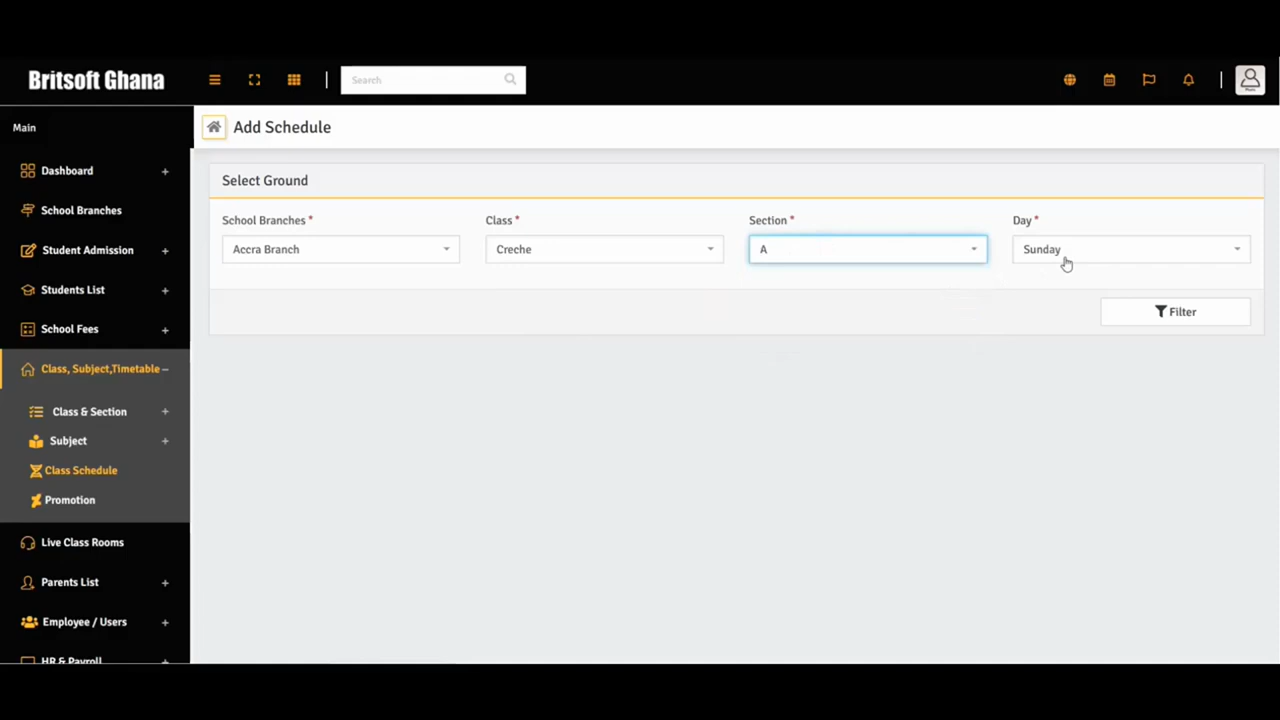 Britsoft Ghana
Search
Main
Add Schedule
Dashboard
School Branches
Student Admission
Students List
School Fees
Class, Subject,Timetable
Class & Section
Subject
Class Schedule
Promotion
Live Class Rooms
Parents List
Employee / Users
HR & Payroll
Select Ground
School Branches *
Class *
Section *
Day *
Accra Branch
Creche
A
Sunday
Filter